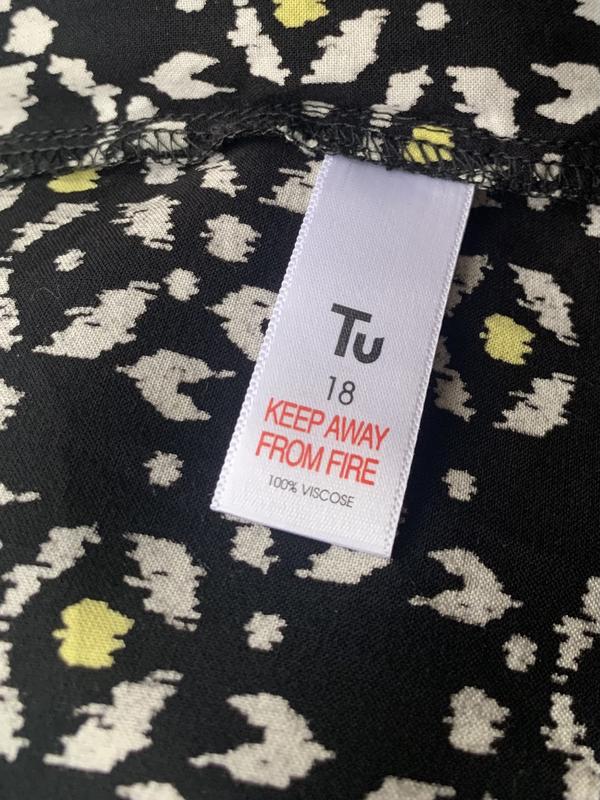 Tu
18
KEEP AWAY
FROM FIRE
100% VISCOSE